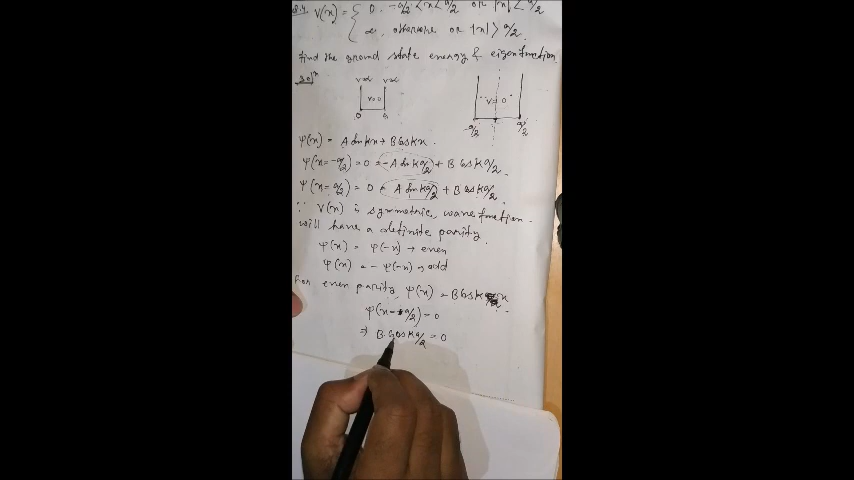 V(x) = { 0, -a/2 < x < a/2 or |x| < a/2
∞, otherwise or |x| > a/2.
Find the ground state energy & eigenfunction
Solⁿ
V=∞ V=∞
V=0 V=0
0 a -a/2 a/2
Ψ(x) = A sin Kx + B cos Kx.
Ψ(x=-a/2) = 0 = -A sin Ka/2 + B cos Ka/2.
Ψ(x=a/2) = 0 = A sin Ka/2 + B cos Ka/2.
∵ V(x) is symmetric, wave function
will have a definite parity.
Ψ(x) = Ψ(-x) → even
Ψ(x) = -Ψ(-x) → odd
For even parity, Ψ(x) = B cos Kx.
Ψ(x = a/2) = 0
⇒ B cos Ka/2 = 0